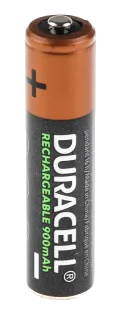 +
DURACELL®
RECHARGEABLE 900mAh